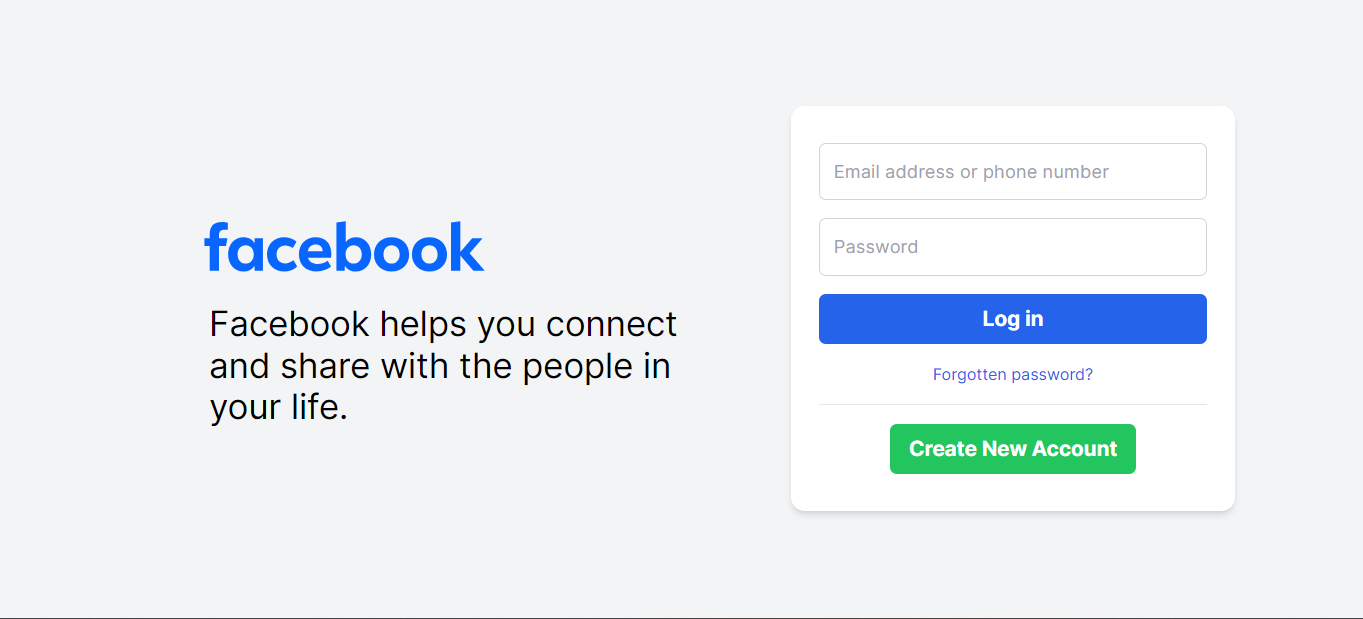 facebook
Facebook helps you connect
and share with the people in
your life.
Email address or phone number
Password
Log in
Forgotten password?
Create New Account